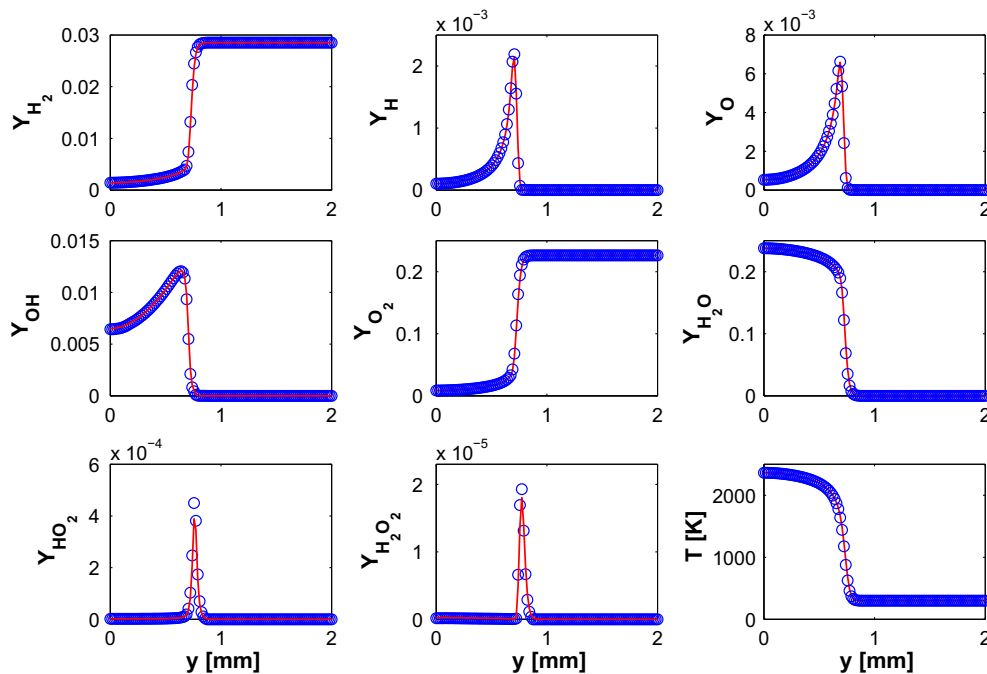 Y_H₂
0.03
0.02
0.01
0
0 1 2
x 10⁻³
Y_H
2
1
0
0 1 2
x 10⁻³
Y_O
8
6
4
2
0
0 1 2
Y_OH
0.015
0.01
0.005
0
0 1 2
Y_O₂
0.2
0.1
0
0 1 2
Y_H₂O
0.2
0.1
0
0 1 2
x 10⁻⁴
Y_HO₂
6
4
2
0
0 1 2
y [mm]
x 10⁻⁵
Y_H₂O₂
2
1
0
0 1 2
y [mm]
T [K]
2000
1000
0
0 1 2
y [mm]